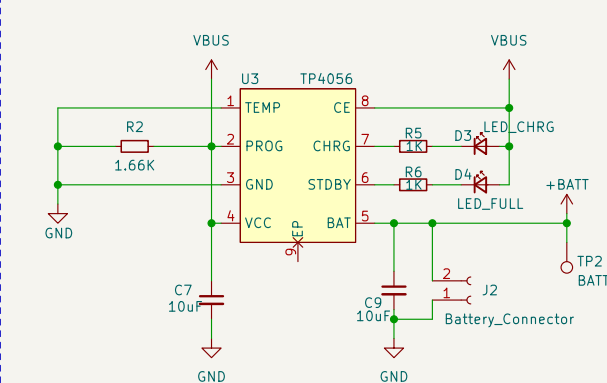 VBUS
VBUS
U3
TP4056
1
TEMP
CE
8
R2
1.66K
2
PROG
CHRG
7
R5
1K
D3
LED_CHRG
3
GND
STDBY
6
R6
1K
D4
LED_FULL
+BATT
GND
4
VCC
EP
9
BAT
5
TP2
BATT
C7
10uF
C9
10uF
2
1
J2
Battery_Connector
GND
GND